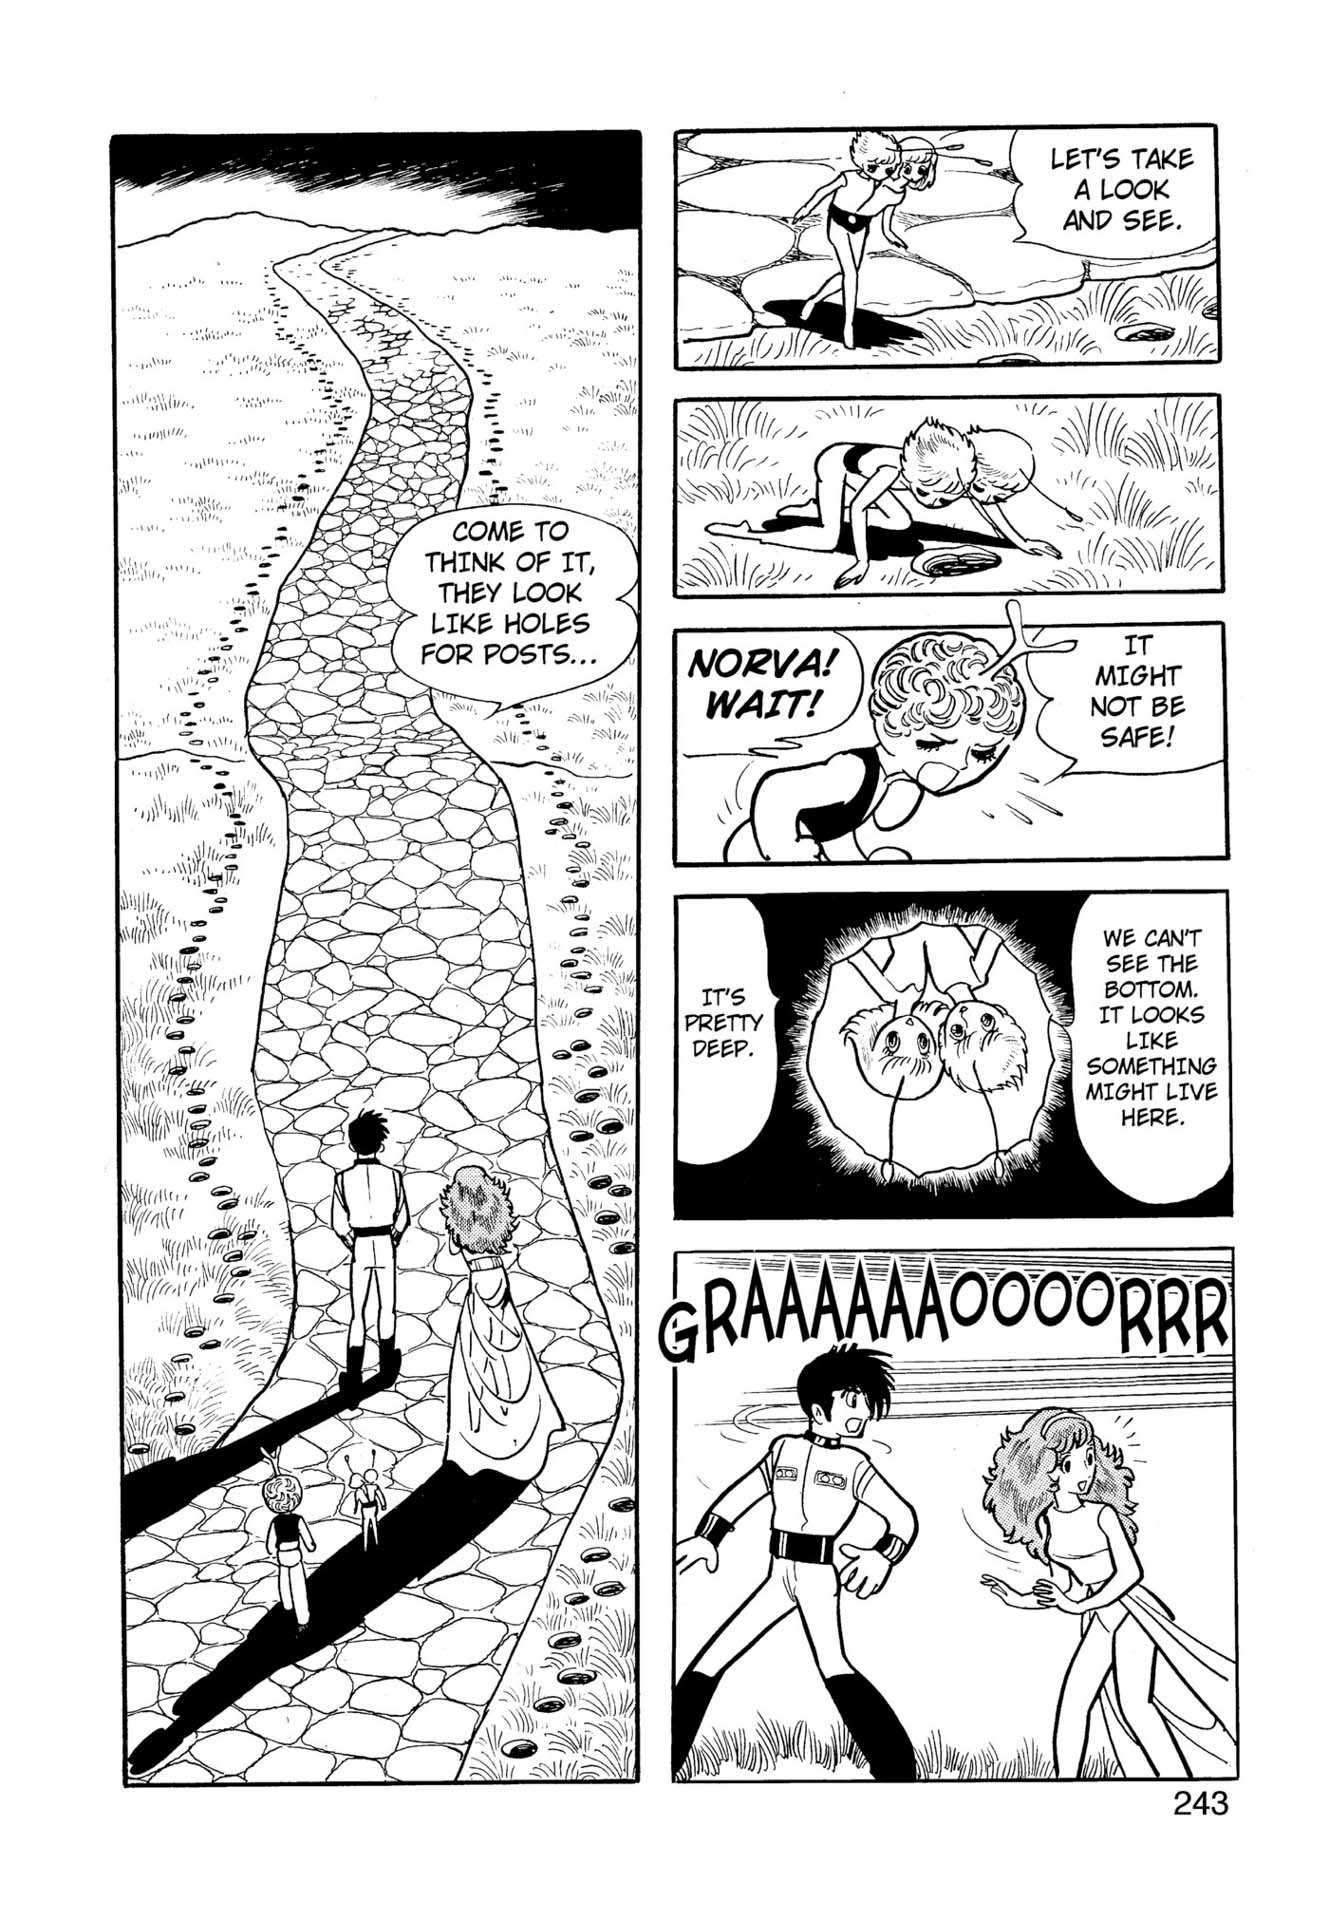 COME TO
THINK OF IT,
THEY LOOK
LIKE HOLES
FOR POSTS...
LET'S TAKE
A LOOK
AND SEE.
NORVA!
WAIT!
IT
MIGHT
NOT BE
SAFE!
IT'S
PRETTY
DEEP.
WE CAN'T
SEE THE
BOTTOM.
IT LOOKS
LIKE
SOMETHING
MIGHT LIVE
HERE.
GRAAAAAAOOOORRR
243